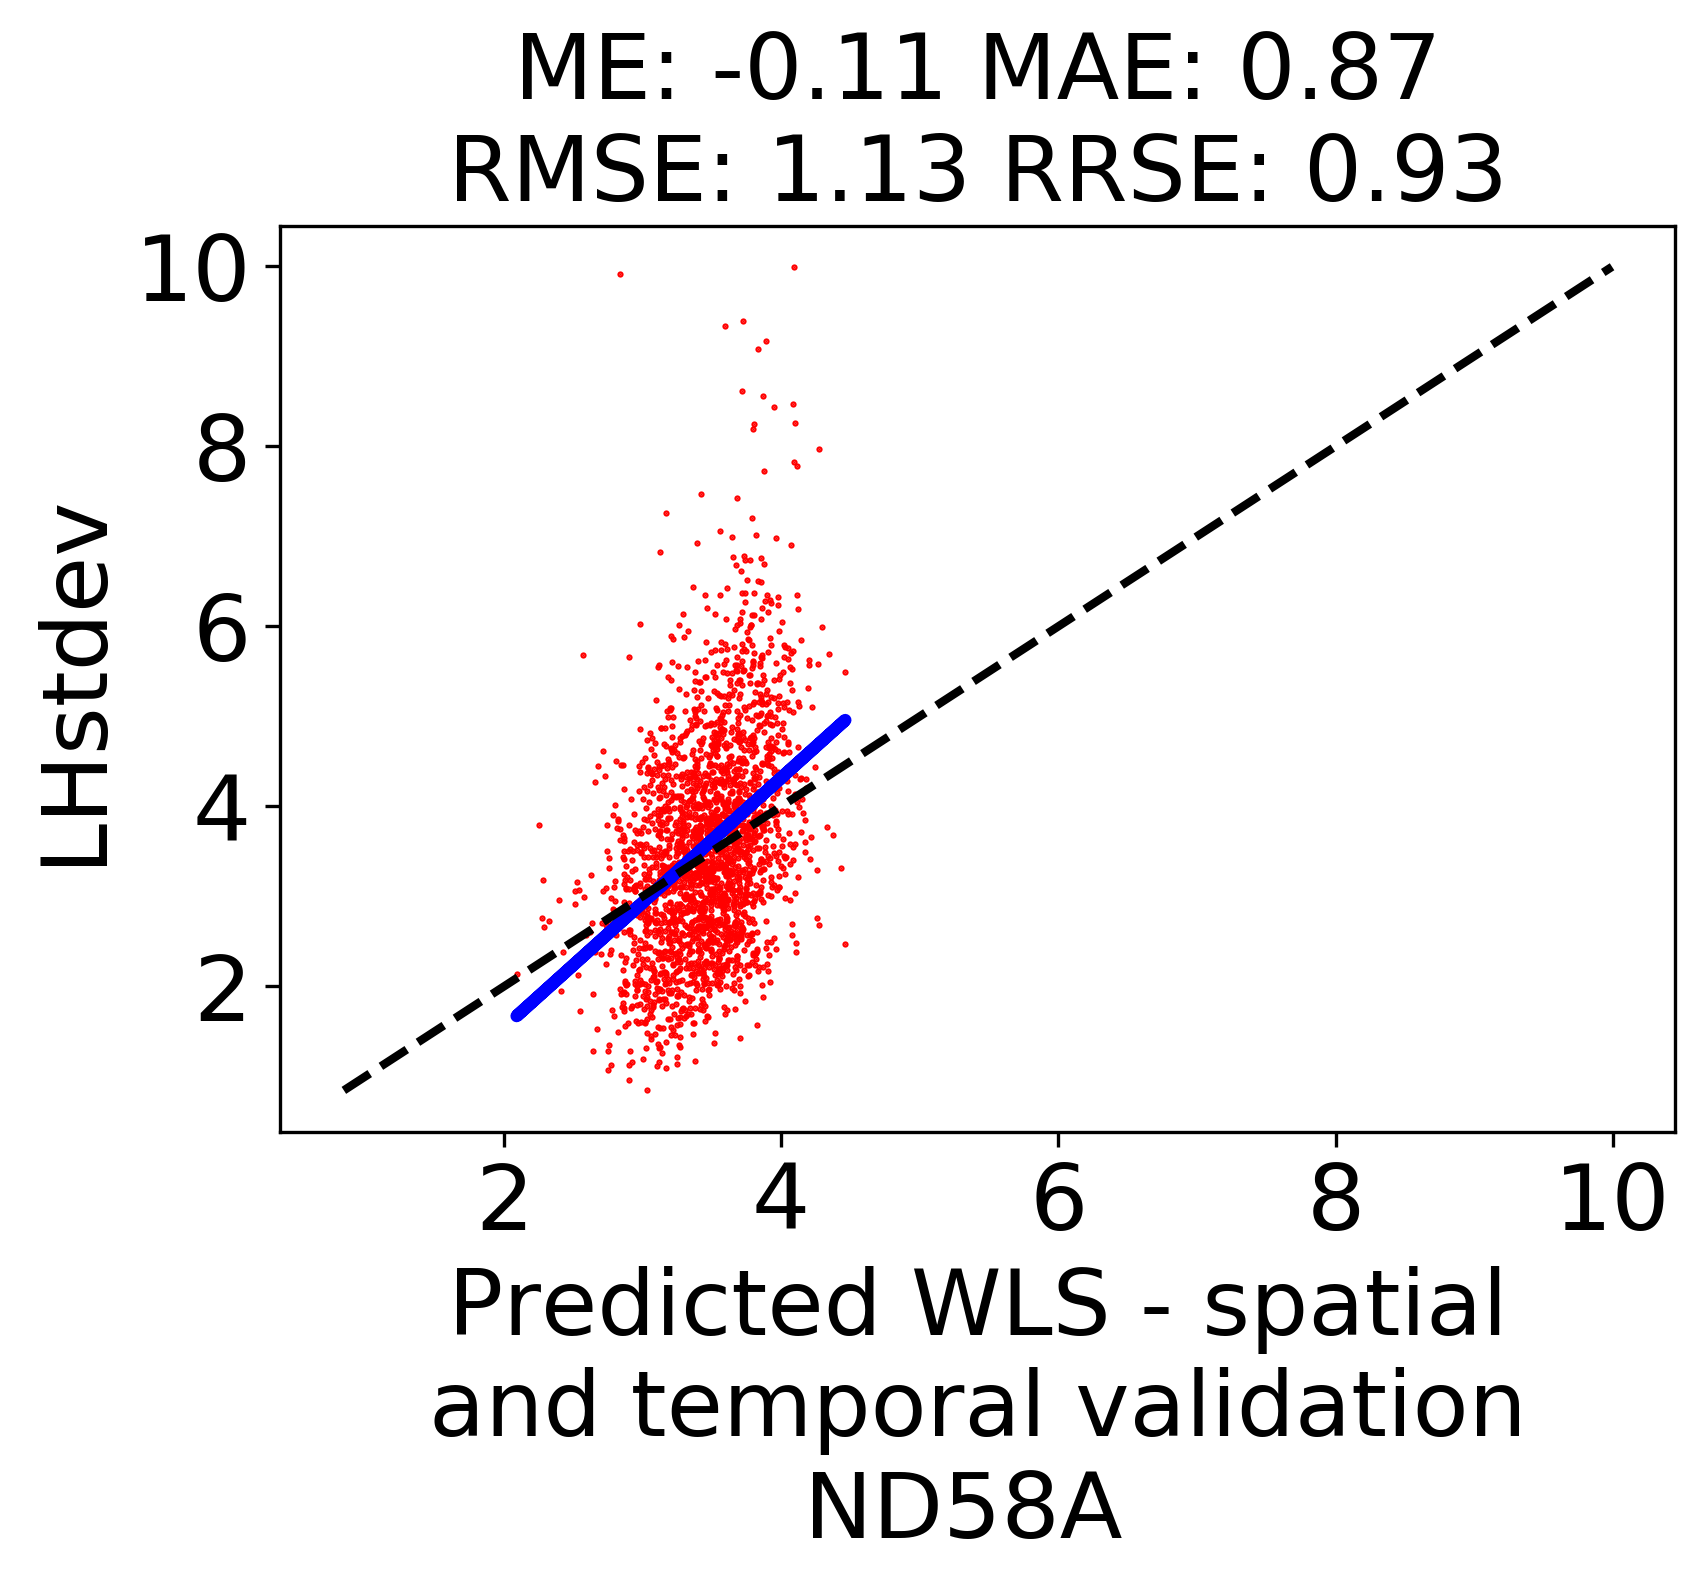 ME: -0.11 MAE: 0.87
RMSE: 1.13 RRSE: 0.93
10
8
6
4
2
LHstdev
2 4 6 8 10
Predicted WLS - spatial
and temporal validation
ND58A